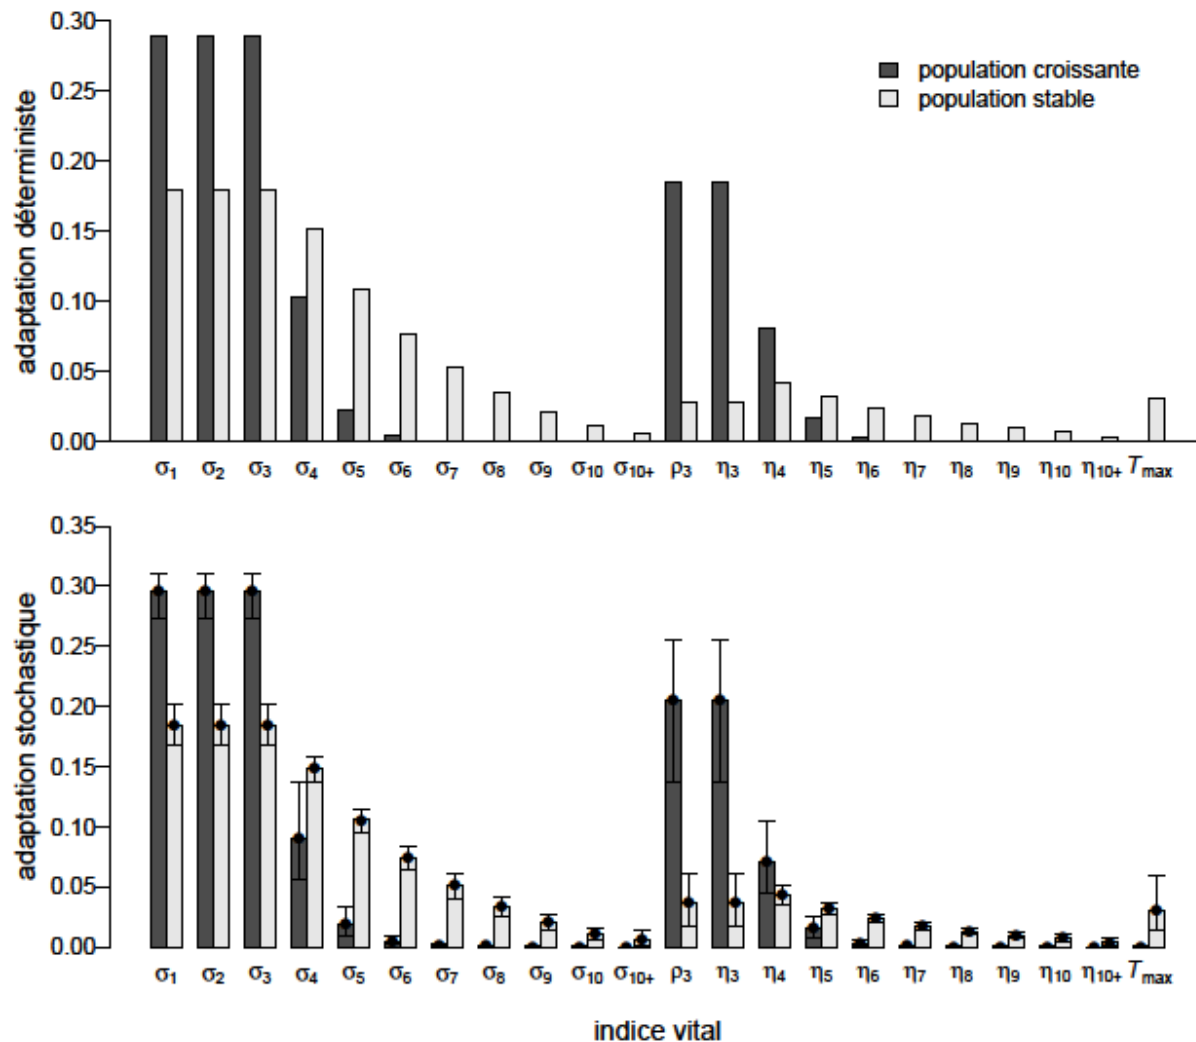 0.30
0.25
0.20
0.15
0.10
0.05
0.00
adaptation déterministe
population croissante
population stable
σ1 σ2 σ3 σ4 σ5 σ6 σ7 σ8 σ9 σ10 σ10+ ρ3 η3 η4 η5 η6 η7 η8 η9 η10 η10+ Tmax
0.35
0.30
0.25
0.20
0.15
0.10
0.05
0.00
adaptation stochastique
σ1 σ2 σ3 σ4 σ5 σ6 σ7 σ8 σ9 σ10 σ10+ ρ3 η3 η4 η5 η6 η7 η8 η9 η10 η10+ Tmax
indice vital